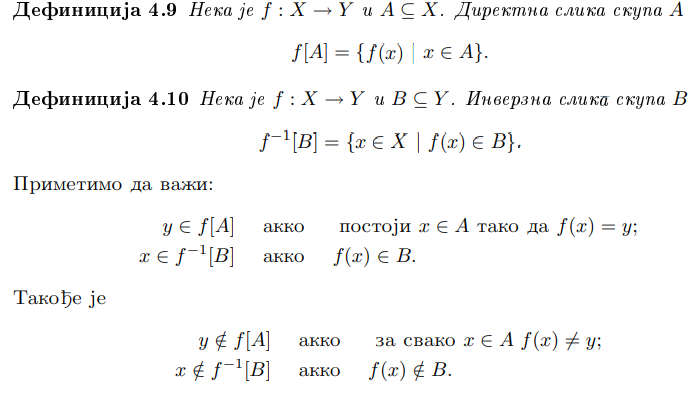 Дефиниција 4.9 Нека је f : X → Y и A ⊆ X. Директна слика скупа A
f[A] = {f(x) | x ∈ A}.
Дефиниција 4.10 Нека је f : X → Y и B ⊆ Y. Инверзна слика скупа B
f⁻¹[B] = {x ∈ X | f(x) ∈ B}.
Приметимо да важи:
y ∈ f[A] акко постоји x ∈ A тако да f(x) = y;
x ∈ f⁻¹[B] акко f(x) ∈ B.
Такође је
y ∉ f[A] акко за свако x ∈ A f(x) ≠ y;
x ∉ f⁻¹[B] акко f(x) ∉ B.